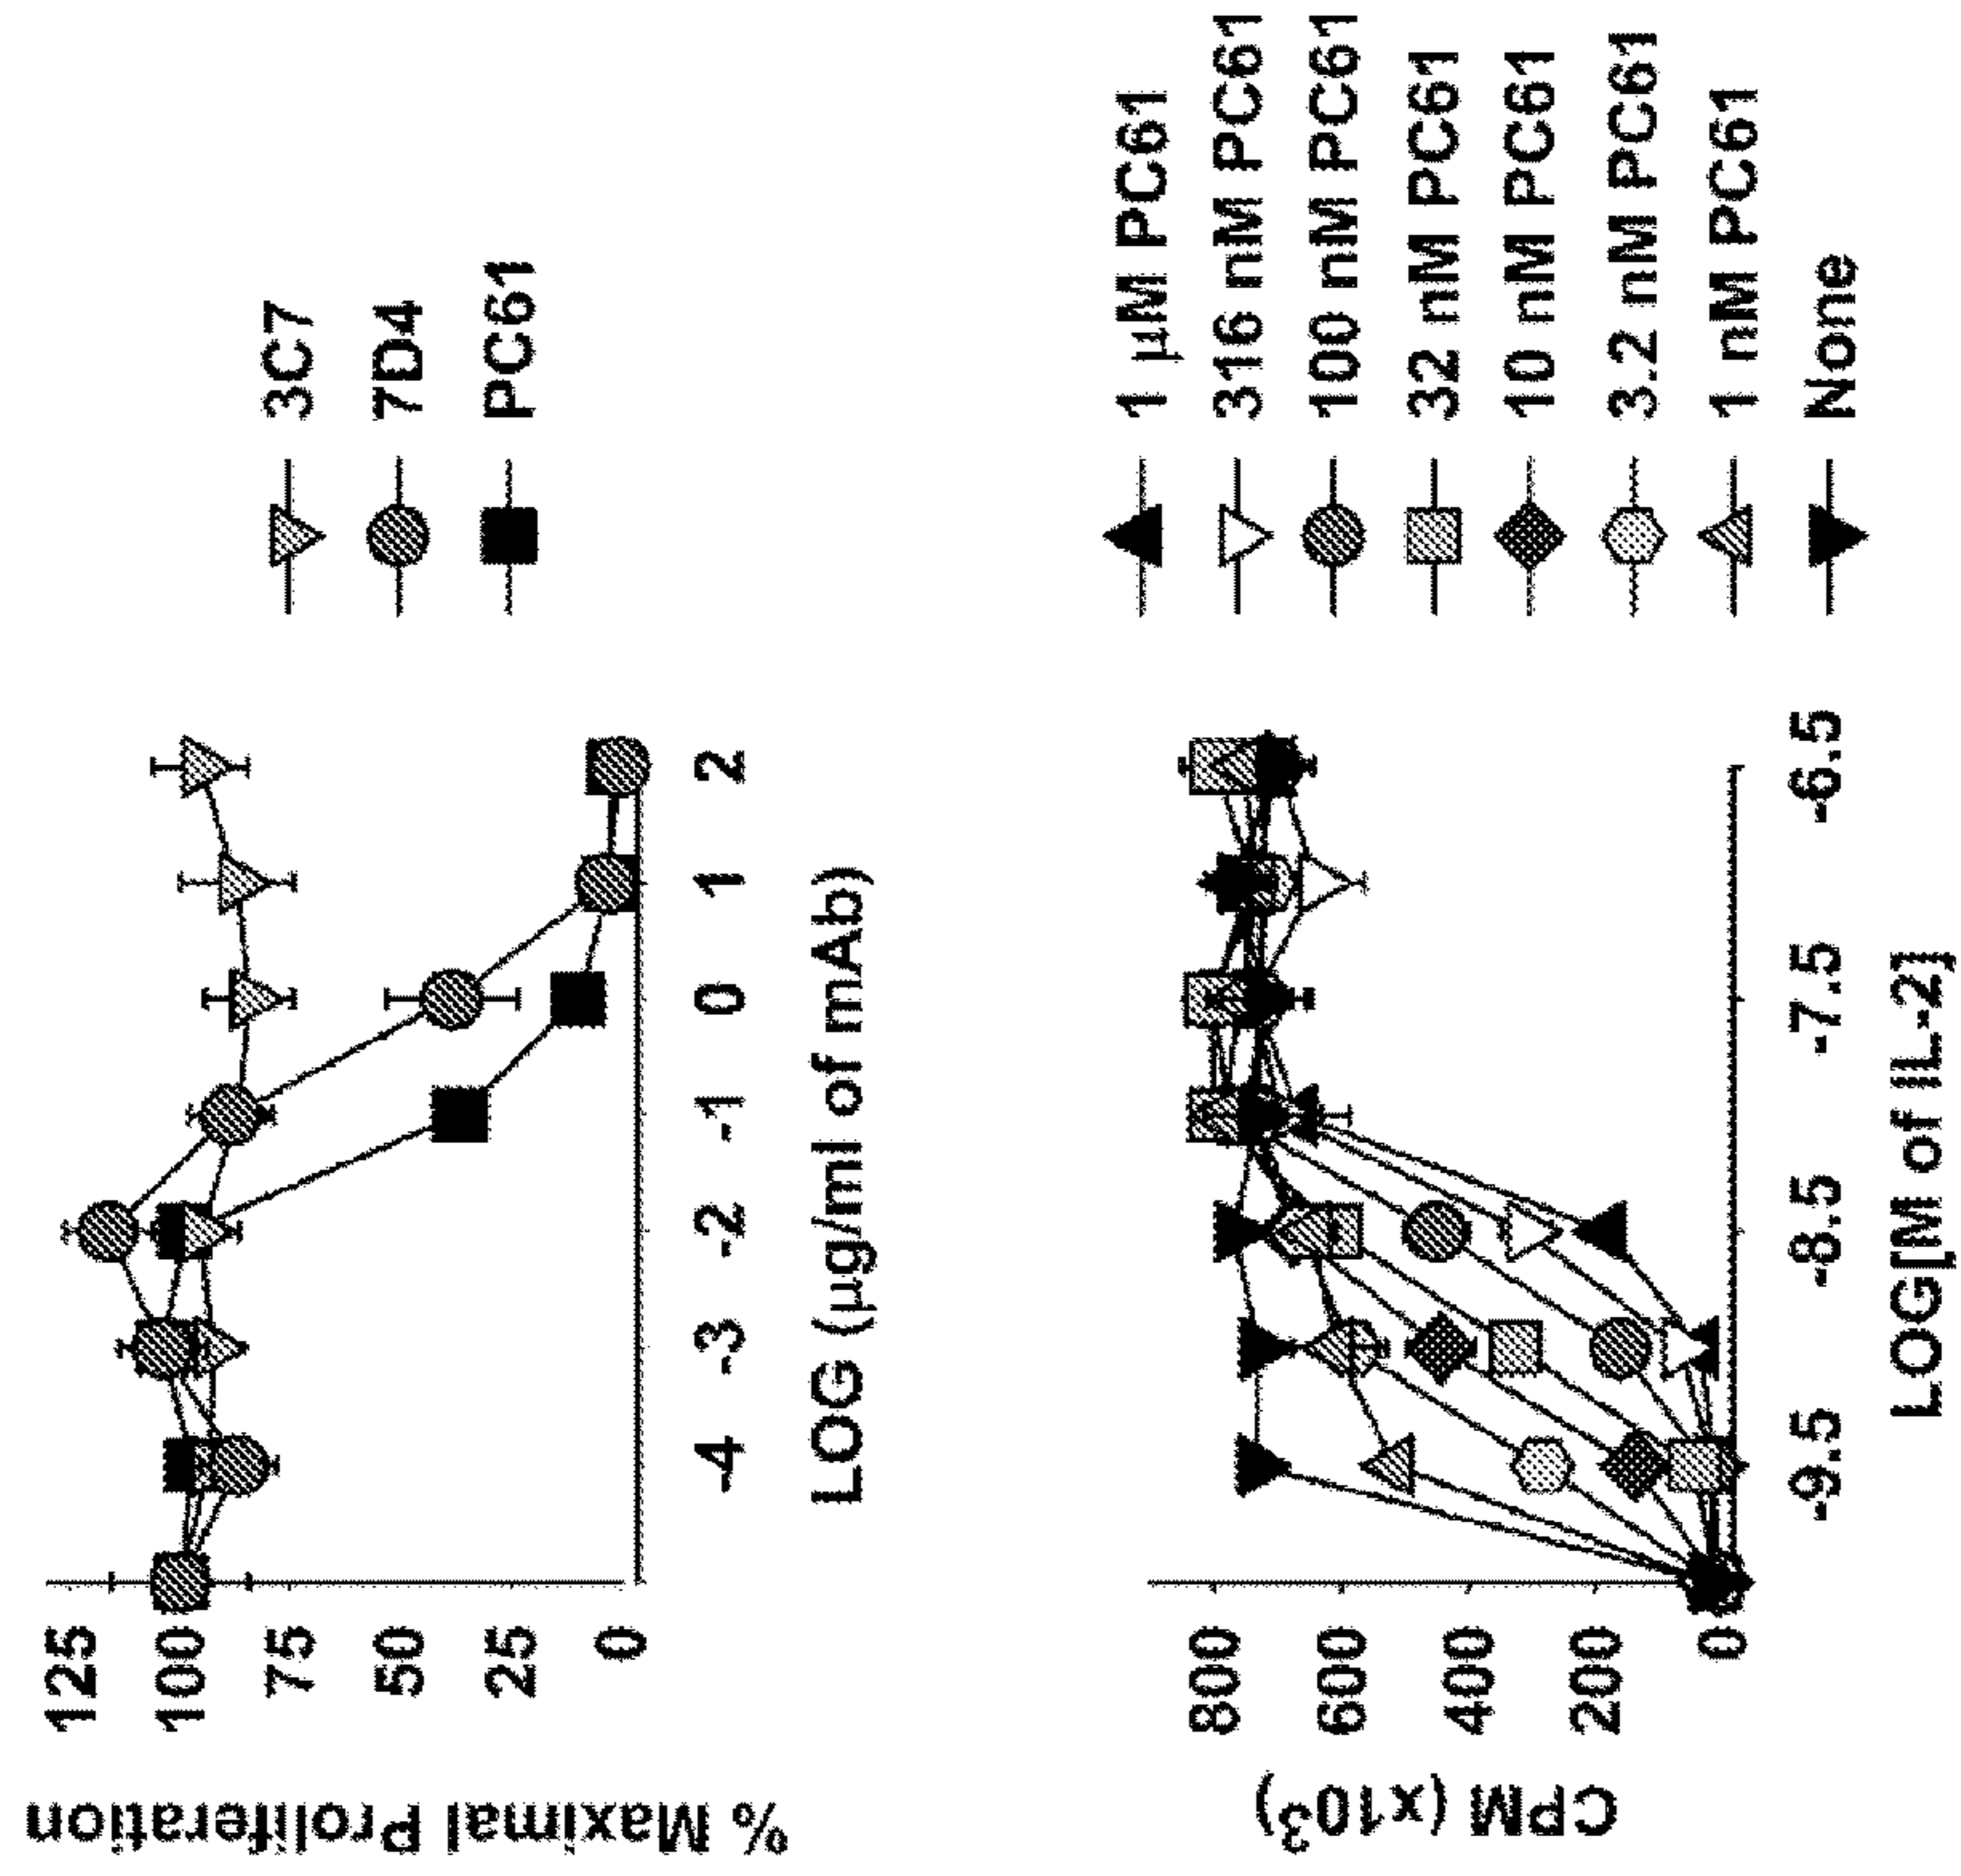 % Maximal Proliferation
125
100
75
50
25
0
-4 -3 -2 -1 0 1 2
LOG (µg/ml of mAb)
3C7
7D4
PC61
CPM (x10³)
800
600
400
200
0
-9.5 -8.5 -7.5 -6.5
LOG[M of IL-2]
1 µM PC61
316 nM PC61
100 nM PC61
32 nM PC61
10 nM PC61
3.2 nM PC61
1 nM PC61
None